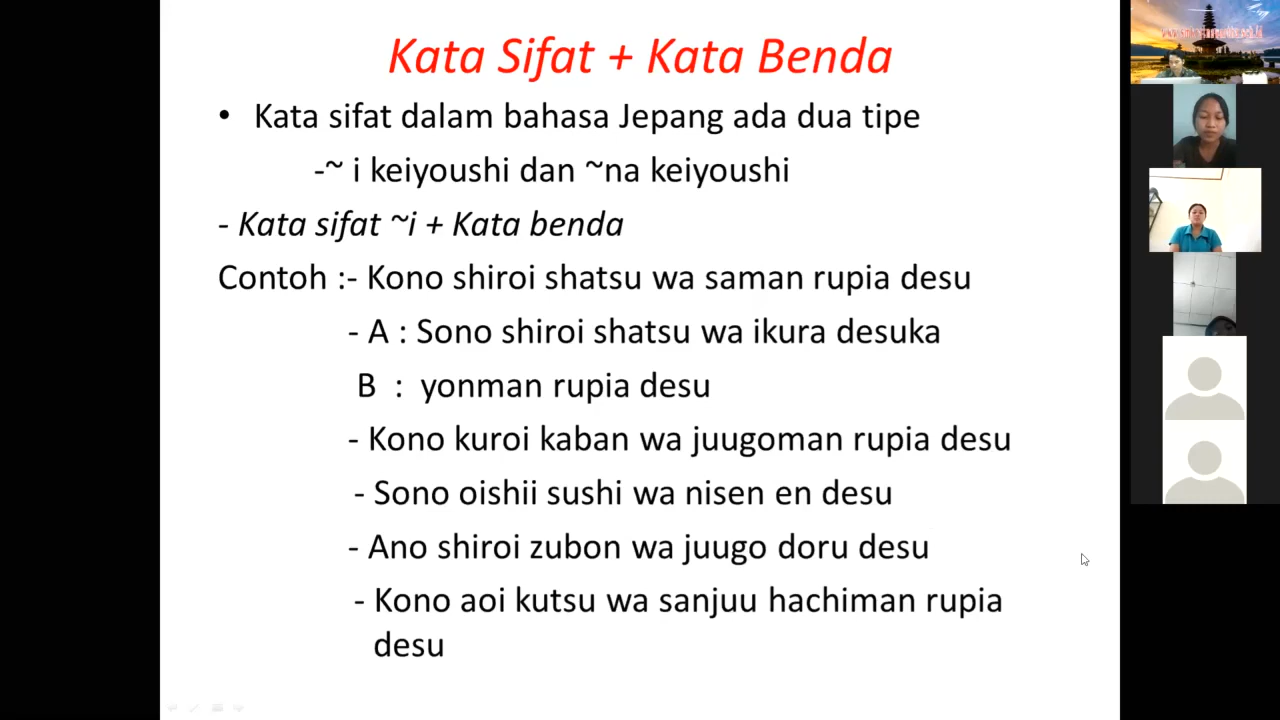 Kata Sifat + Kata Benda
• Kata sifat dalam bahasa Jepang ada dua tipe
-~ i keiyoushi dan ~na keiyoushi
- Kata sifat ~i + Kata benda
Contoh :- Kono shiroi shatsu wa saman rupia desu
- A : Sono shiroi shatsu wa ikura desuka
B : yonman rupia desu
- Kono kuroi kaban wa juugoman rupia desu
- Sono oishii sushi wa nisen en desu
- Ano shiroi zubon wa juugo doru desu
- Kono aoi kutsu wa sanjuu hachiman rupia
desu